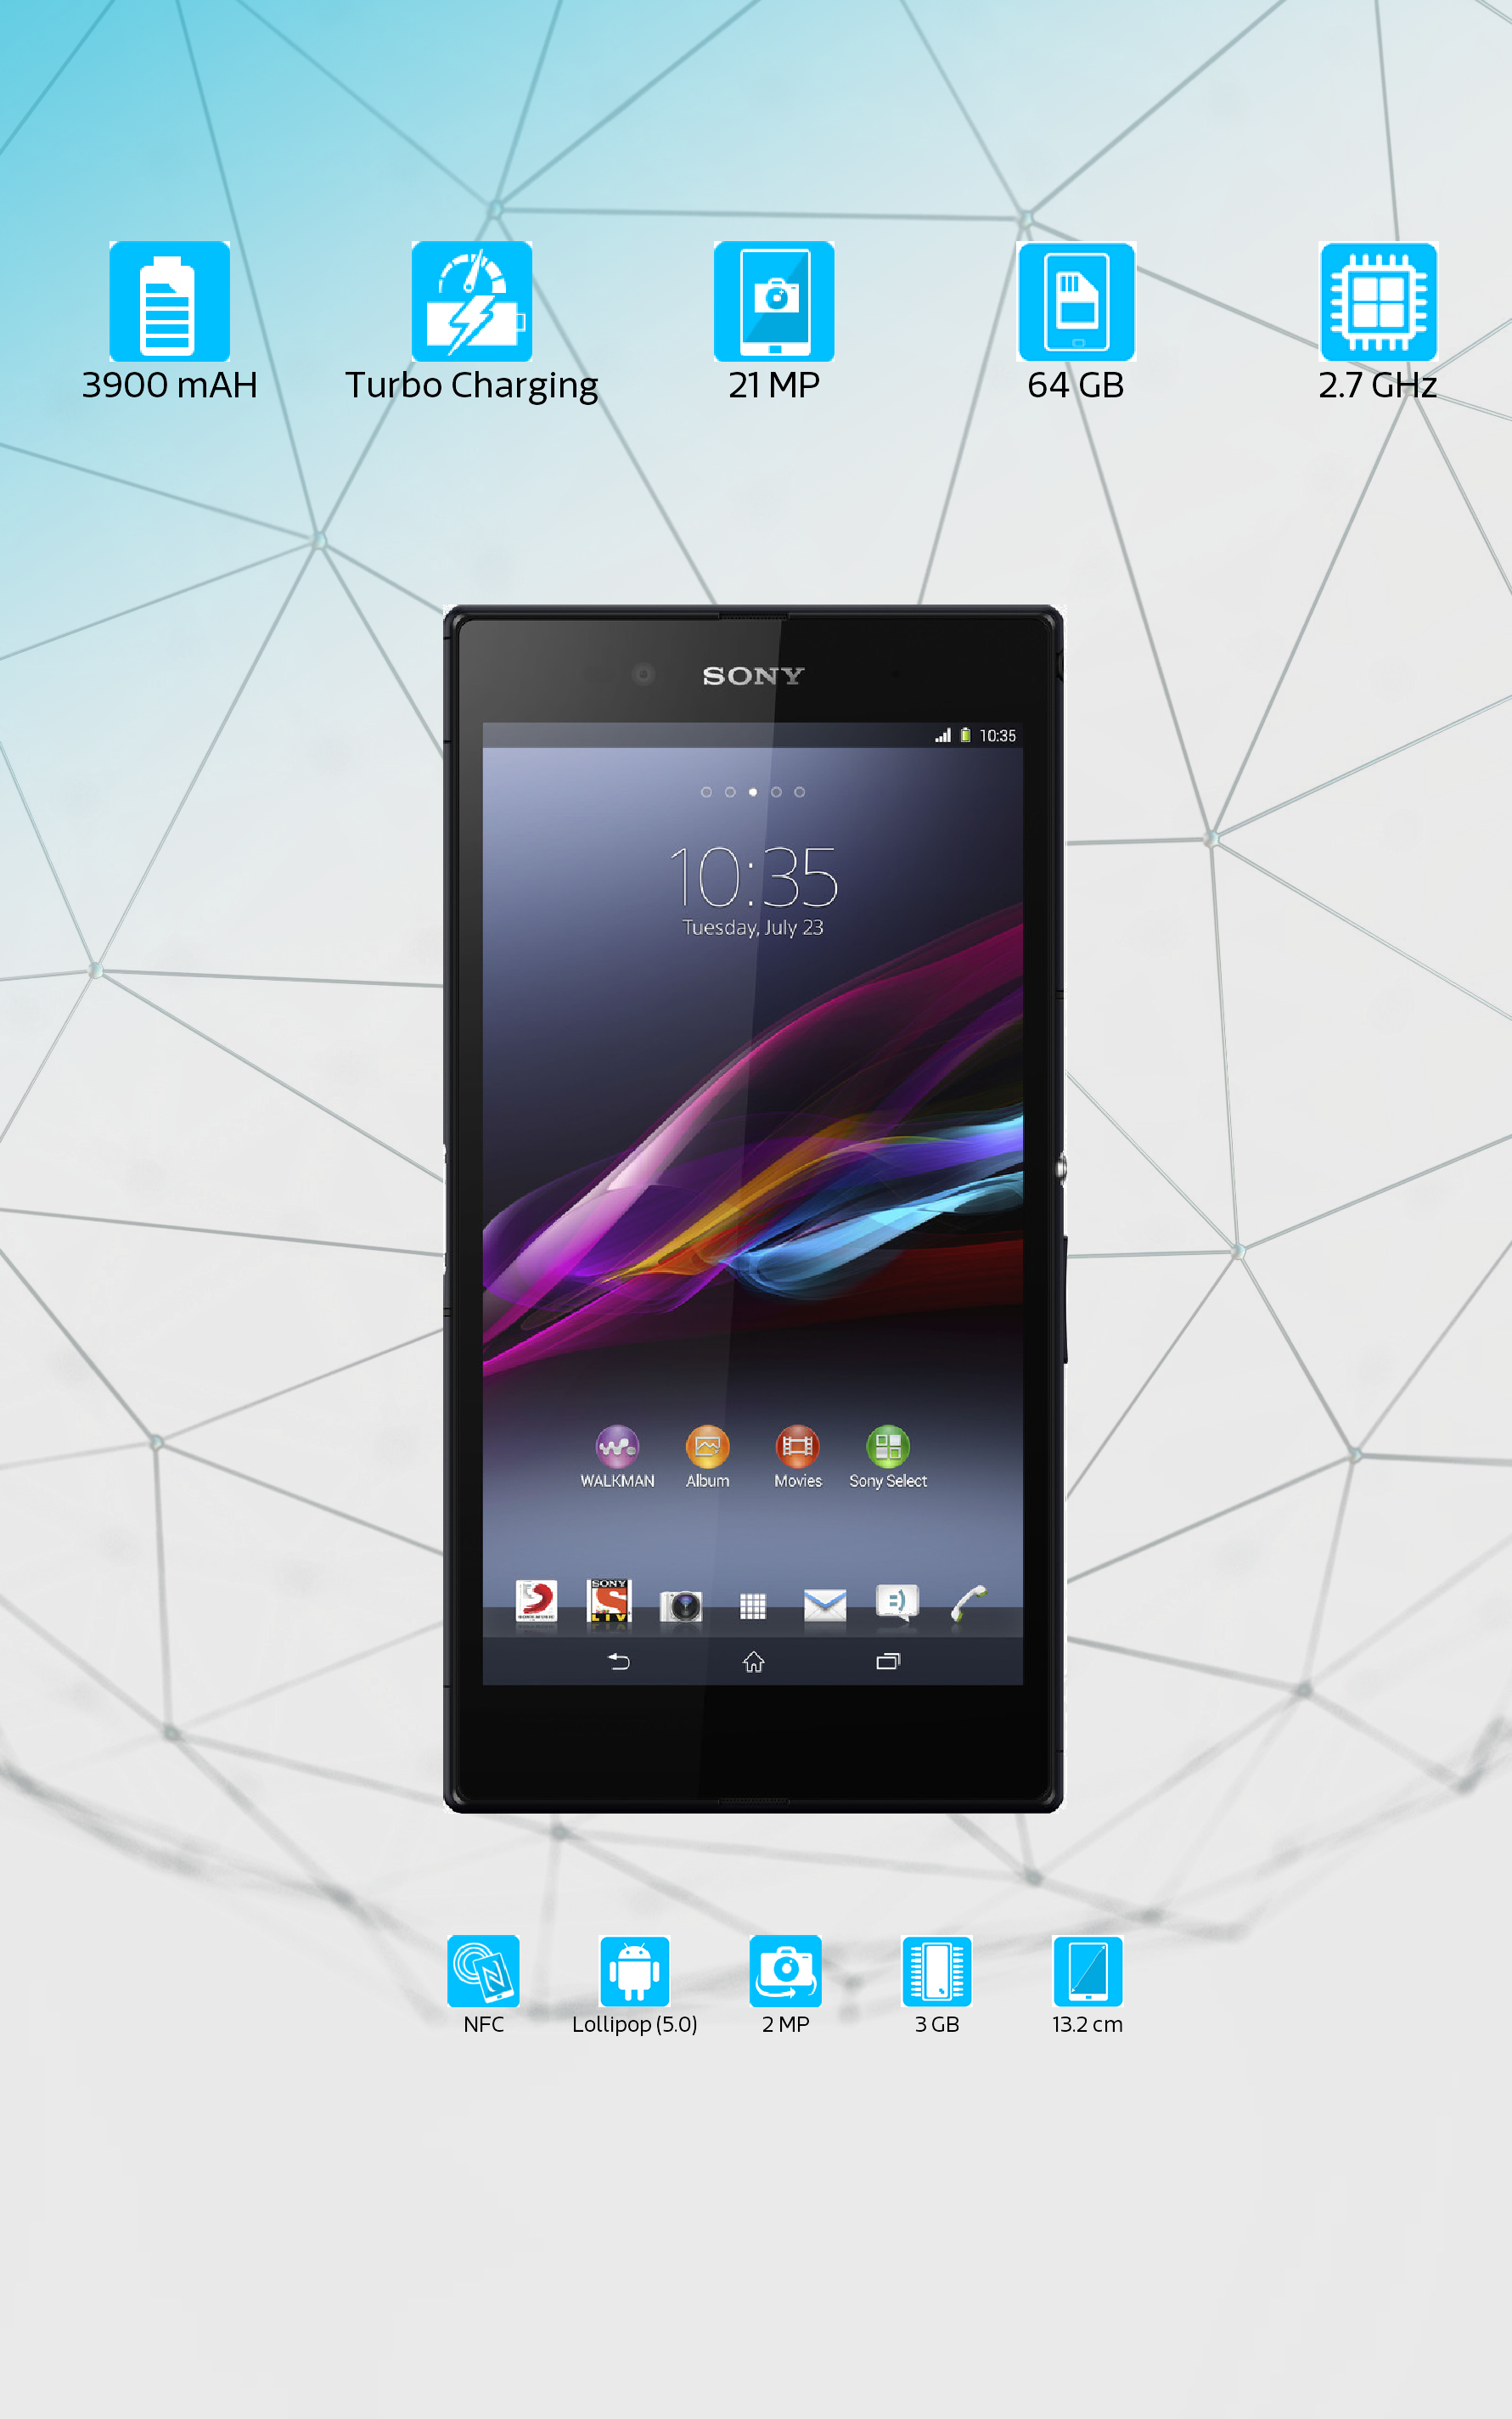 3900 mAH
Turbo Charging
21 MP
64 GB
2.7 GHz
SONY
10:35
10:35
Tuesday, July 23
WALKMAN
Album
Movies
Sony Select
SONY
LIV
NFC
Lollipop (5.0)
2 MP
3 GB
13.2 cm